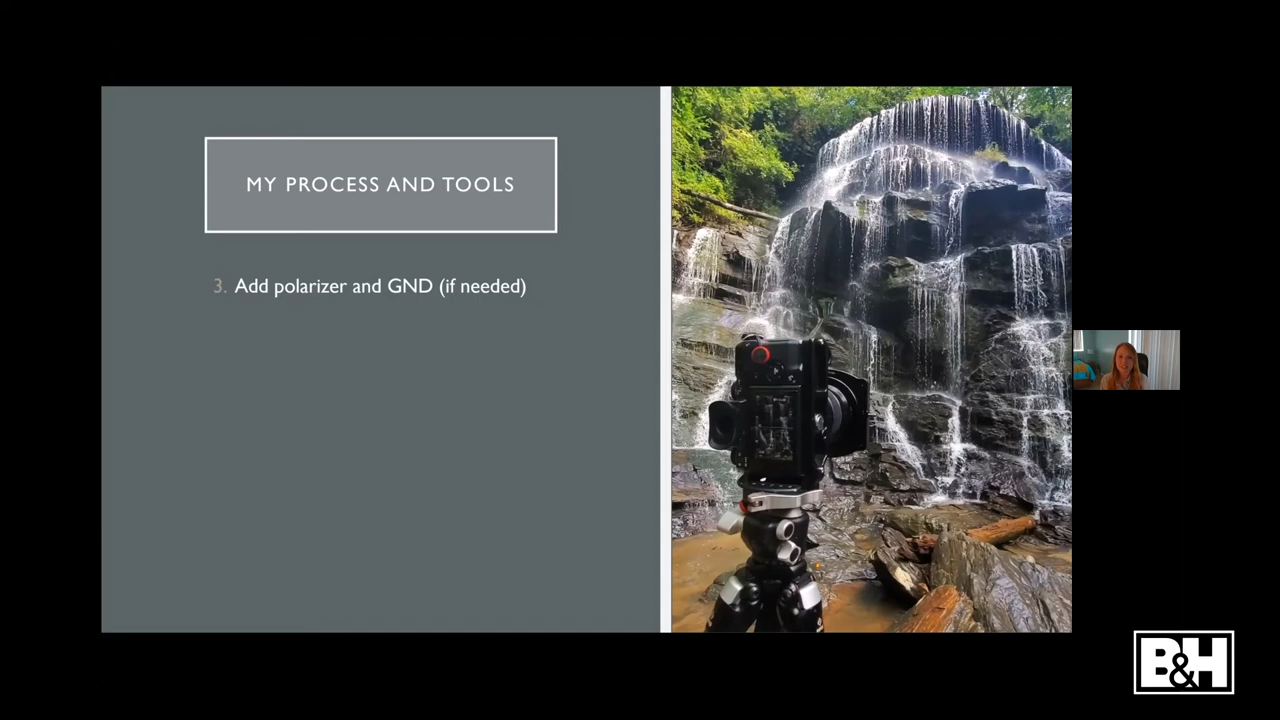 MY PROCESS AND TOOLS
3. Add polarizer and GND (if needed)
B&H